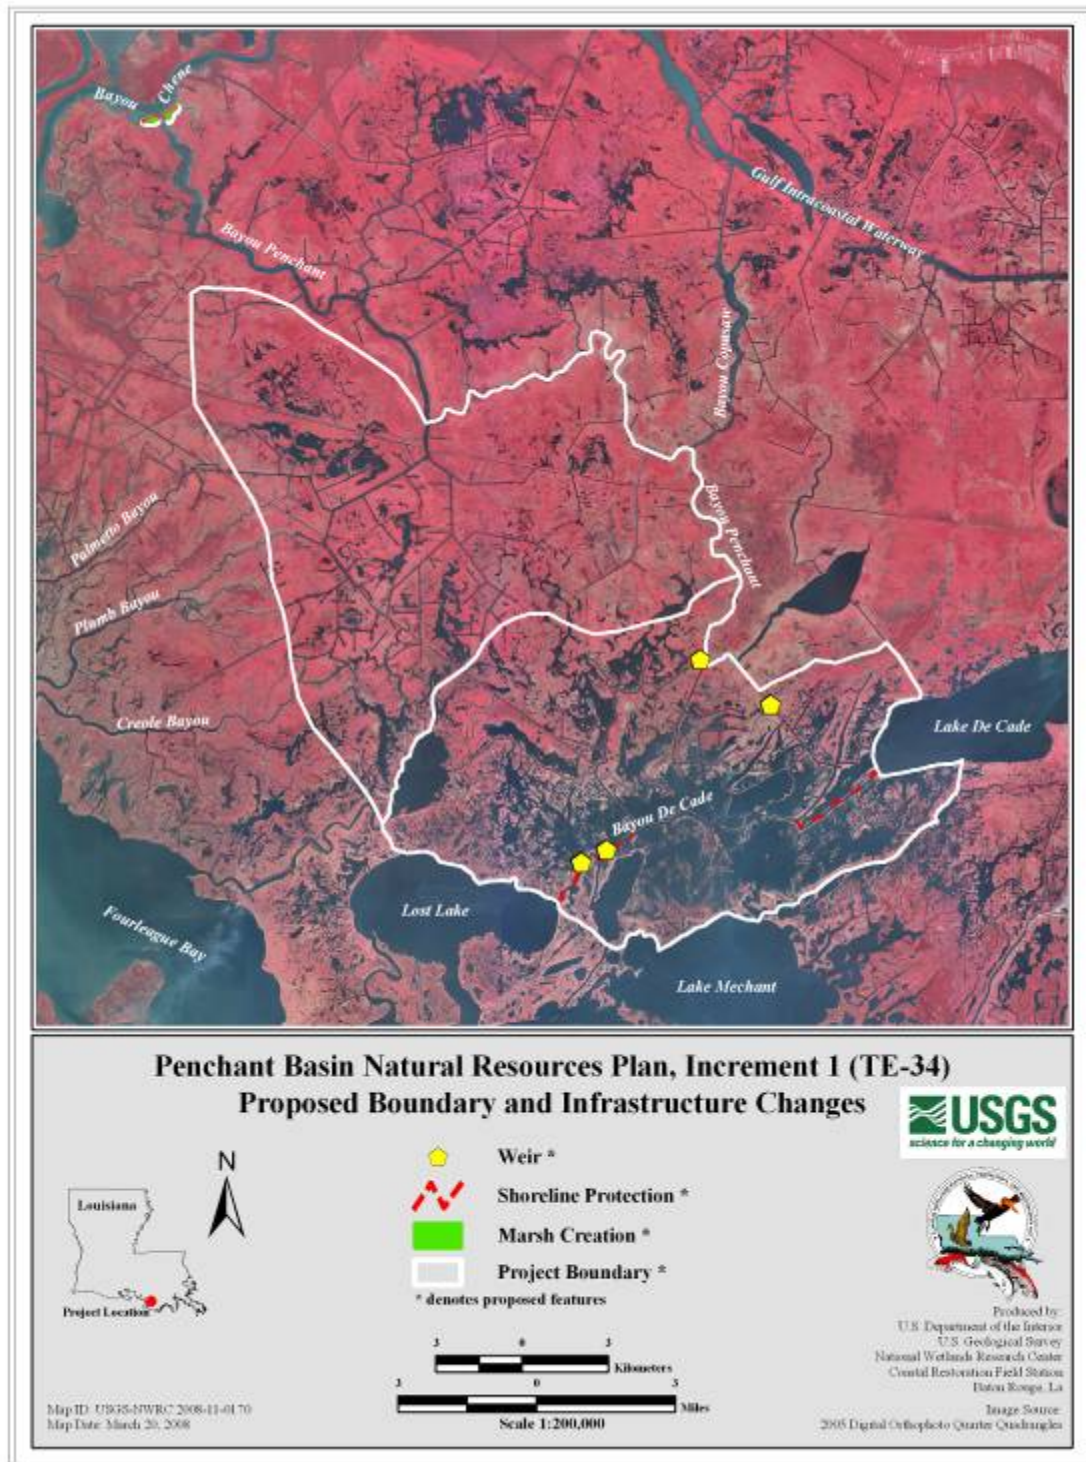 Bayou Chene
Bayou Penchant
Gulf Intracoastal Waterway
Bayou Copasaw
Bayou Penchant
Palmetto Bayou
Plumb Bayou
Creole Bayou
Lake De Cade
Bayou De Cade
Lost Lake
Fourleague Bay
Lake Mechant
Penchant Basin Natural Resources Plan, Increment 1 (TE-34)
Proposed Boundary and Infrastructure Changes
USGS
science for a changing world
N
Louisiana
Project Location
Weir *
Shoreline Protection *
Marsh Creation *
Project Boundary *
* denotes proposed features
3 0 3
Kilometers
3 0 3
Miles
Scale 1:200,000
Produced by:
U.S. Department of the Interior
U.S. Geological Survey
National Wetlands Research Center
Coastal Restoration Field Station
Baton Rouge, La
Image Source:
2005 Digital Orthophoto Quarter Quadrangles
Map ID: USGS-NWRC 2008-11-0170
Map Date: March 20, 2008